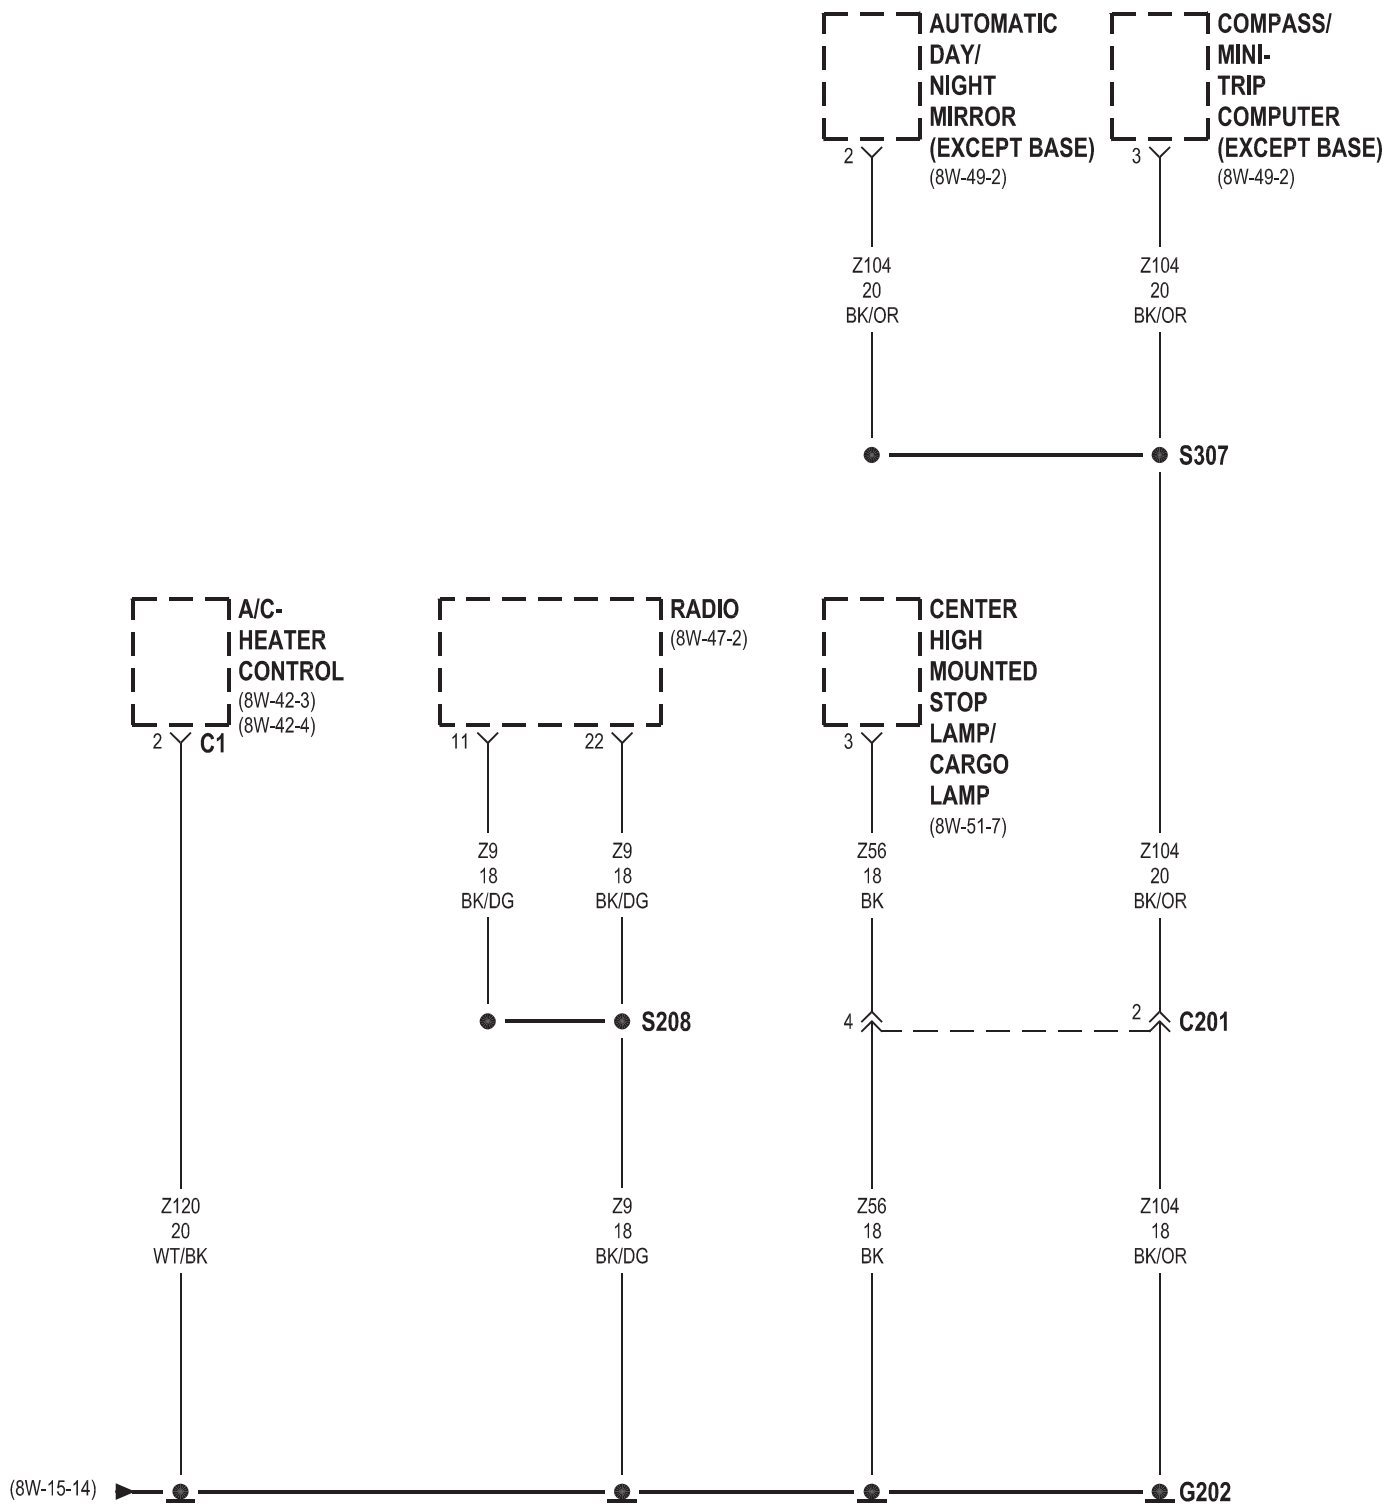 AUTOMATIC
DAY/
NIGHT
MIRROR
(EXCEPT BASE)
(8W-49-2)
2
COMPASS/
MINI-
TRIP
COMPUTER
(EXCEPT BASE)
(8W-49-2)
3
Z104
20
BK/OR
Z104
20
BK/OR
S307
A/C-
HEATER
CONTROL
(8W-42-3)
(8W-42-4)
2
C1
RADIO
(8W-47-2)
11
22
CENTER
HIGH
MOUNTED
STOP
LAMP/
CARGO
LAMP
(8W-51-7)
3
Z9
18
BK/DG
Z9
18
BK/DG
Z56
18
BK
Z104
20
BK/OR
S208
4
2
C201
Z120
20
WT/BK
Z9
18
BK/DG
Z56
18
BK
Z104
18
BK/OR
(8W-15-14)
G202